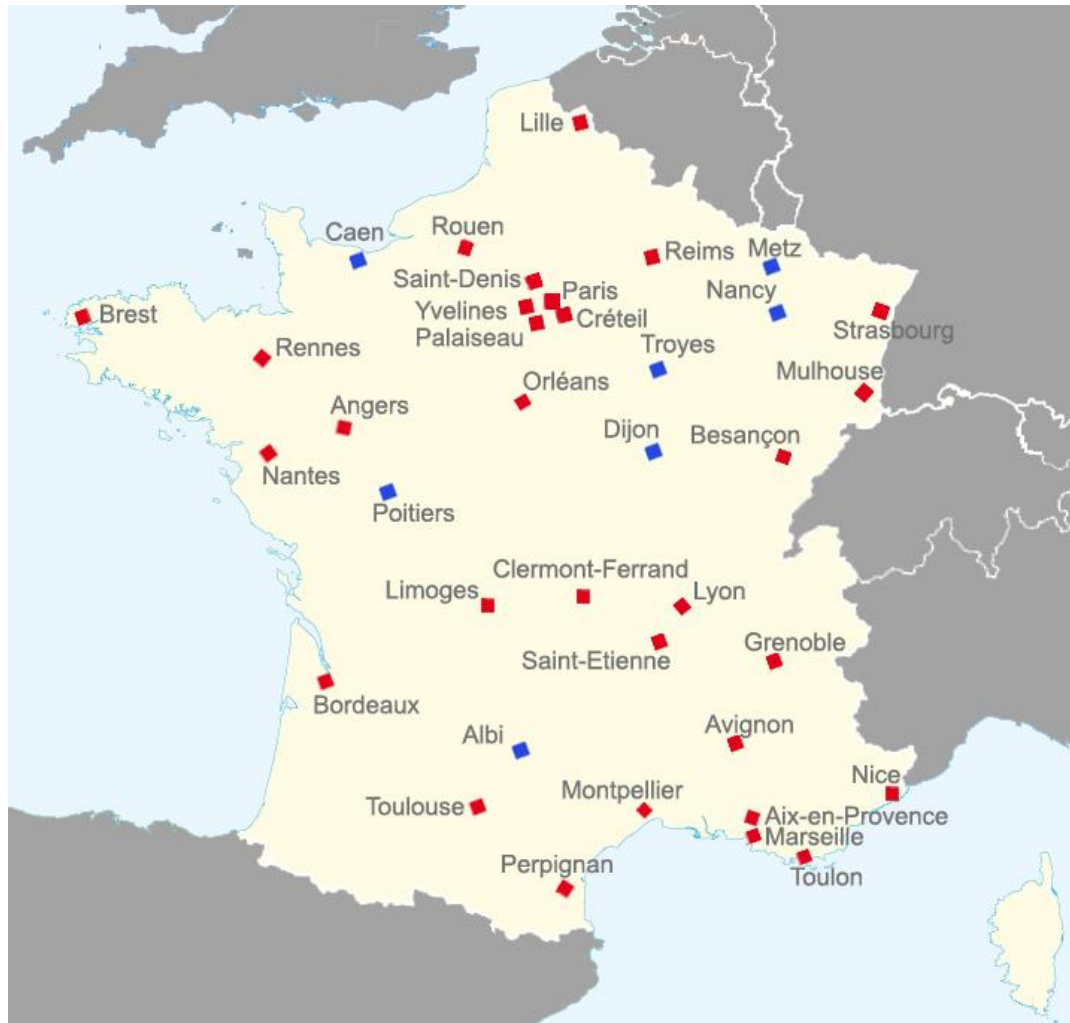 Lille
Rouen
Caen
Reims
Metz
Saint-Denis
Paris
Nancy
Yvelines
Créteil
Brest
Strasbourg
Palaiseau
Rennes
Troyes
Mulhouse
Orléans
Angers
Dijon
Besançon
Nantes
Poitiers
Clermont-Ferrand
Limoges
Lyon
Saint-Etienne
Grenoble
Bordeaux
Avignon
Albi
Nice
Montpellier
Toulouse
Aix-en-Provence
Marseille
Perpignan
Toulon